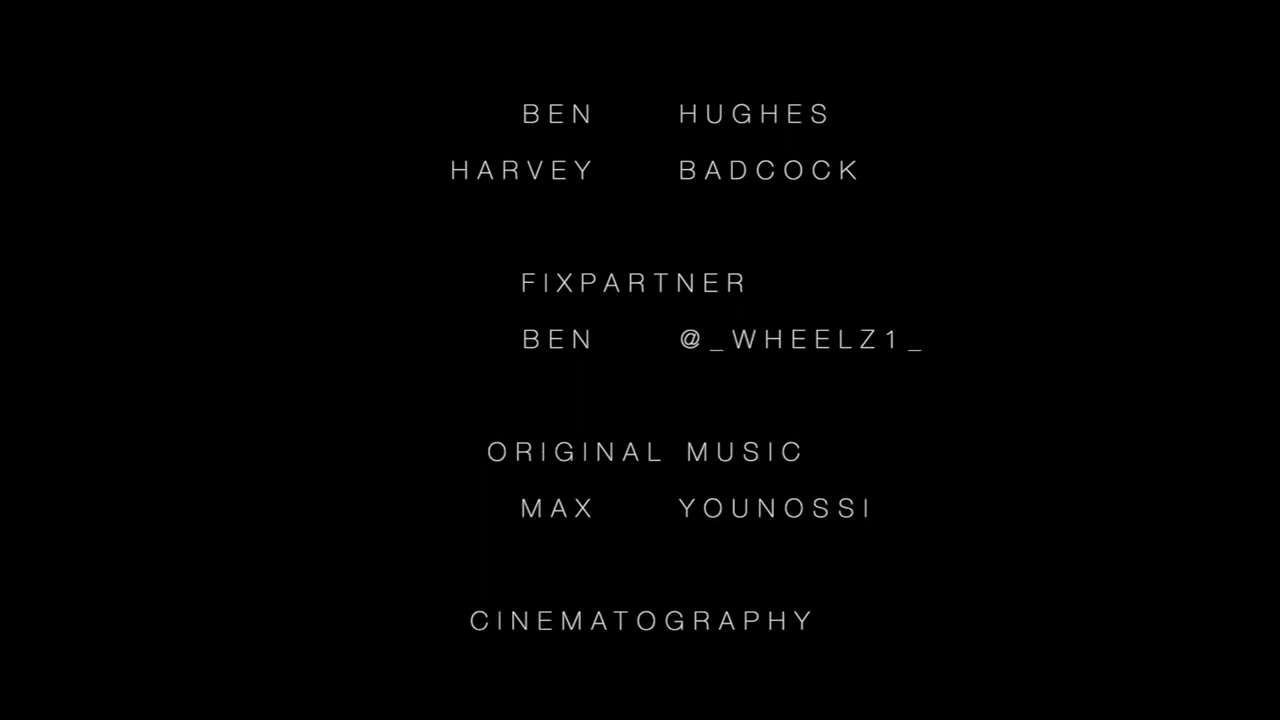 BEN HUGHES
HARVEY BADCOCK
FIXPARTNER
BEN @_WHEELZ1_
ORIGINAL MUSIC
MAX YOUNOSSI
CINEMATOGRAPHY